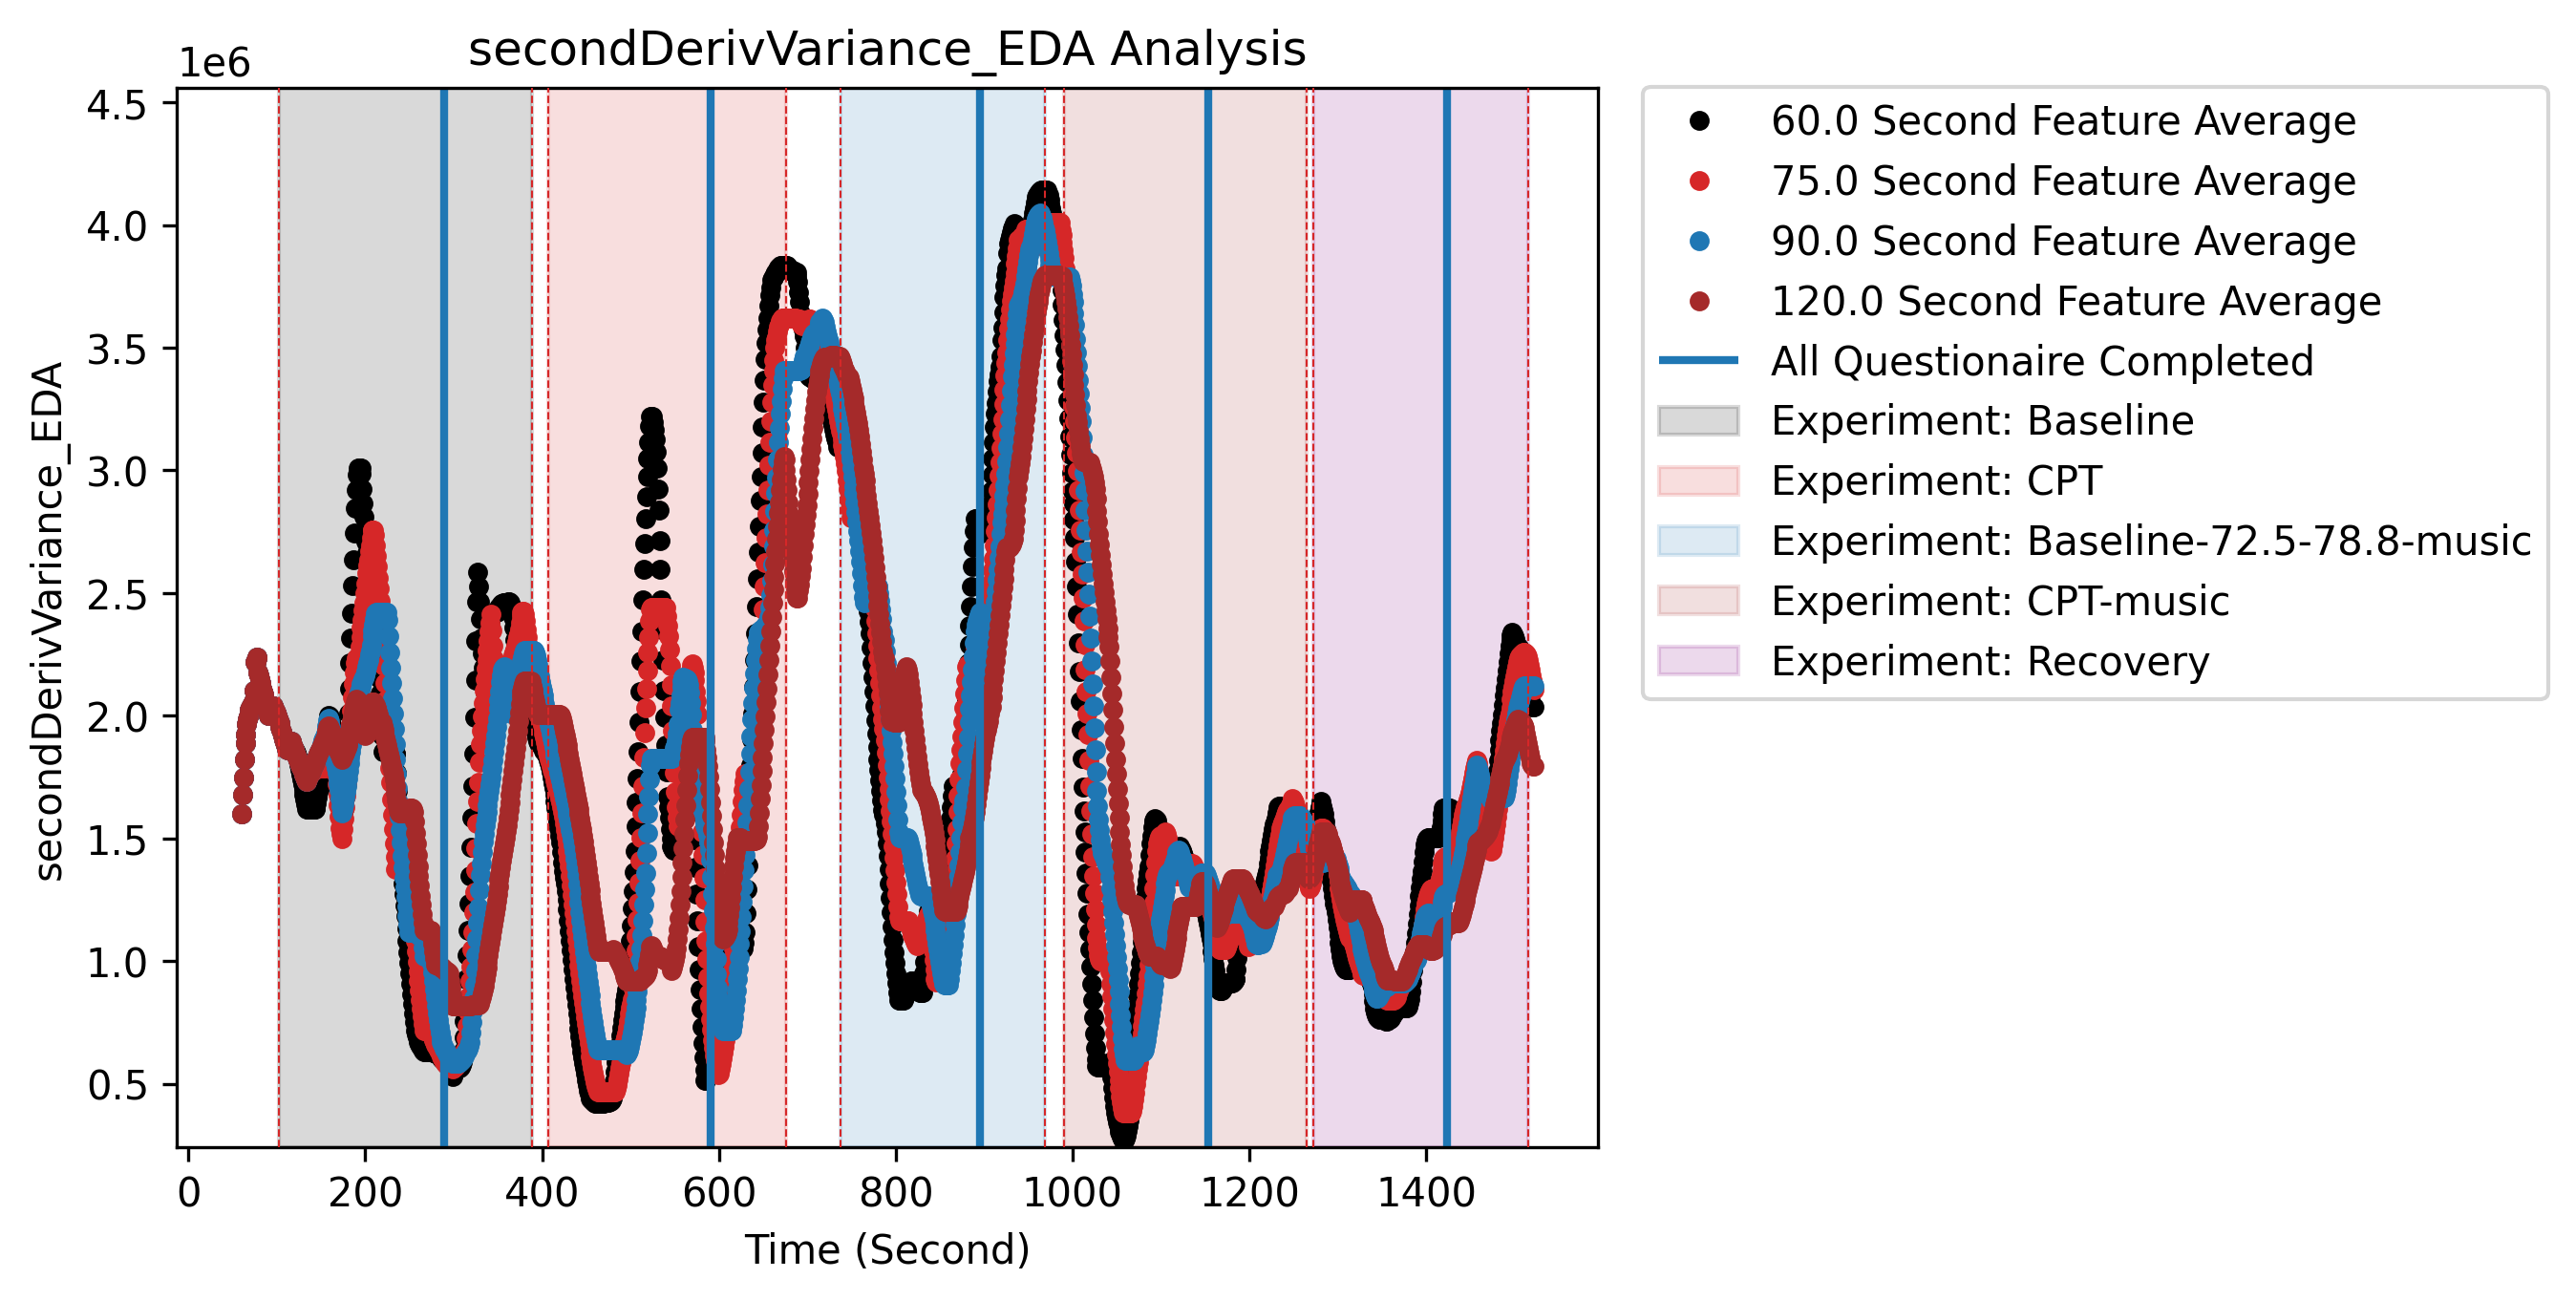 secondDerivVariance_EDA Analysis
1e6
4.5
4.0
3.5
3.0
2.5
2.0
1.5
1.0
0.5
secondDerivVariance_EDA
0 200 400 600 800 1000 1200 1400
Time (Second)
60.0 Second Feature Average
75.0 Second Feature Average
90.0 Second Feature Average
120.0 Second Feature Average
All Questionaire Completed
Experiment: Baseline
Experiment: CPT
Experiment: Baseline-72.5-78.8-music
Experiment: CPT-music
Experiment: Recovery